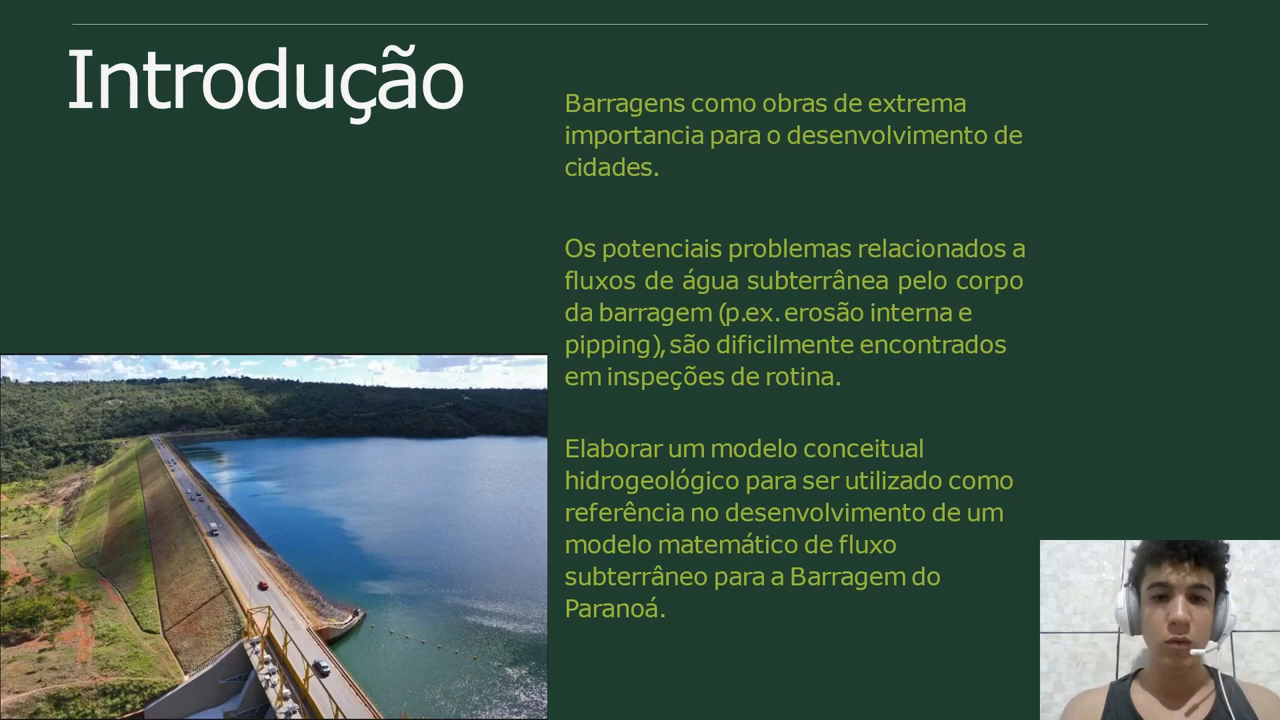 Introdução
Barragens como obras de extrema
importancia para o desenvolvimento de
cidades.
Os potenciais problemas relacionados a
fluxos de água subterrânea pelo corpo
da barragem (p.ex. erosão interna e
pipping), são dificilmente encontrados
em inspeções de rotina.
Elaborar um modelo conceitual
hidrogeológico para ser utilizado como
referência no desenvolvimento de um
modelo matemático de fluxo
subterrâneo para a Barragem do
Paranoá.